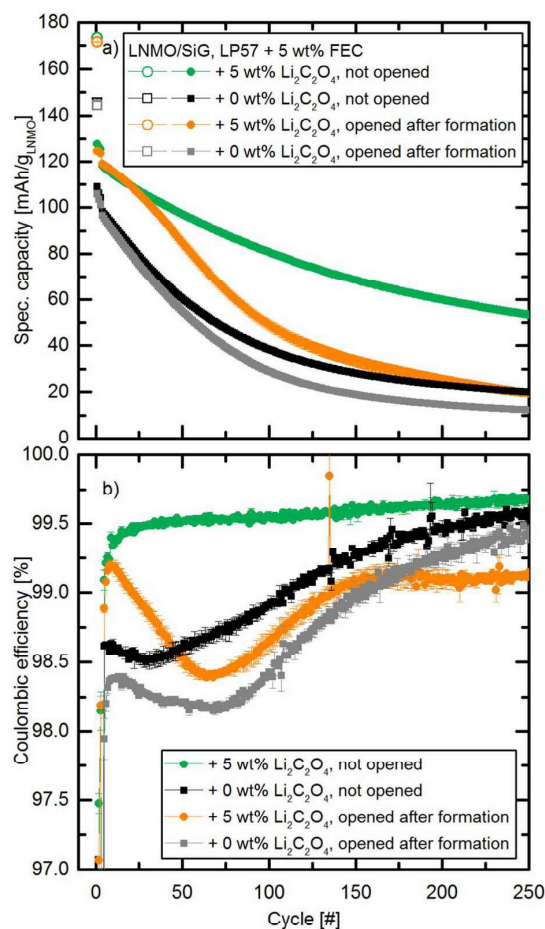 180
160
140
120
100
80
60
40
20
0
Spec. capacity [mAh/g_LNMO]
a)
LNMO/SiG, LP57 + 5 wt% FEC
+ 5 wt% Li₂C₂O₄, not opened
+ 0 wt% Li₂C₂O₄, not opened
+ 5 wt% Li₂C₂O₄, opened after formation
+ 0 wt% Li₂C₂O₄, opened after formation
100.0
99.5
99.0
98.5
98.0
97.5
97.0
Coulombic efficiency [%]
b)
+ 5 wt% Li₂C₂O₄, not opened
+ 0 wt% Li₂C₂O₄, not opened
+ 5 wt% Li₂C₂O₄, opened after formation
+ 0 wt% Li₂C₂O₄, opened after formation
0 50 100 150 200 250
Cycle [#]